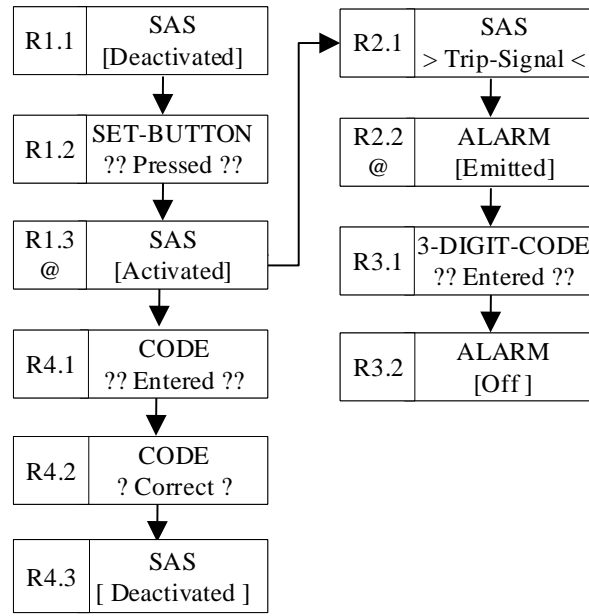 R1.1
SAS
[Deactivated]
R1.2
SET-BUTTON
?? Pressed ??
R1.3
@
SAS
[Activated]
R4.1
CODE
?? Entered ??
R4.2
CODE
? Correct ?
R4.3
SAS
[ Deactivated ]
R2.1
SAS
> Trip-Signal <
R2.2
@
ALARM
[Emitted]
R3.1
3-DIGIT-CODE
?? Entered ??
R3.2
ALARM
[Off ]